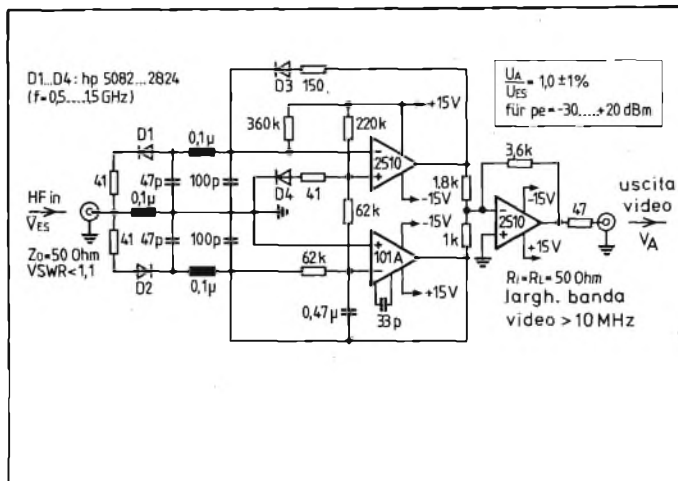 D1...D4: hp 5082...2824
(f=0,5....1,5 GHz)
D3
150
+15V
U_A/U_ES = 1,0 ±1%
für pe=-30.....+20 dBm
D1
0,1µ
360k
220k
2510
3,6k
41
47p
100p
D4
41
-15V
1,8k
-15V
HF in
V_ES
0,1µ
62k
-15V
1k
2510
47
uscita
video
V_A
41
47p
100p
+15V
Z0=50 Ohm
VSWR<1,1
62k
101A
+15V
Ri=RL=50 Ohm
largh. banda
video >10 MHz
D2
0,1µ
0,47µ
33p